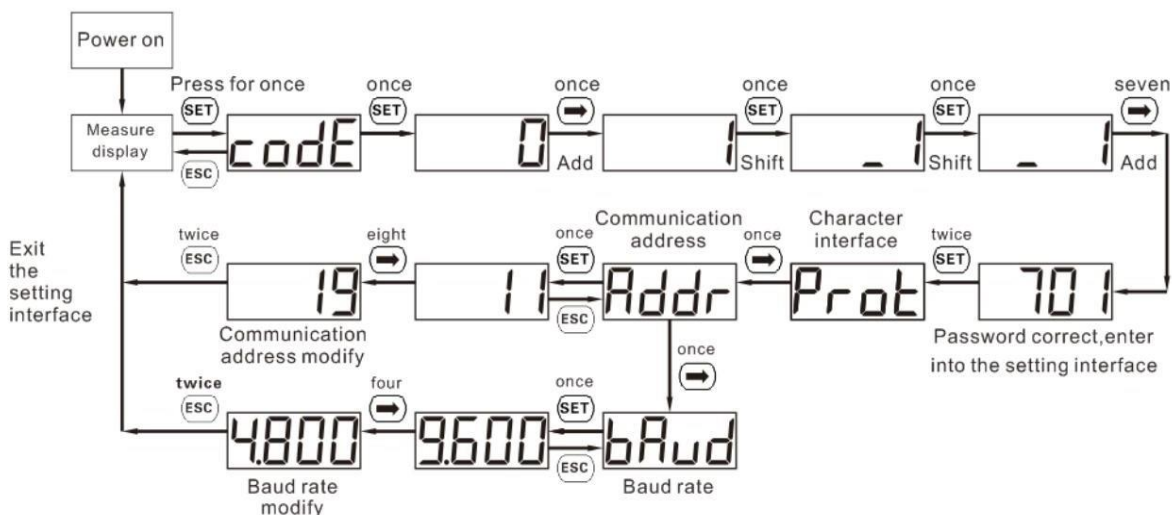 Power on
Press for once
once
once
once
once
seven
SET
SET
SET
SET
Measure
display
codE
0
1
_1
_ 1
ESC
Add
Shift
Shift
Add
Communication
address
Character
interface
Exit
the
setting
interface
twice
eight
once
once
twice
ESC
SET
SET
19
11
Addr
Prot
701
ESC
Communication
address modify
Password correct,enter
into the setting interface
once
twice
four
once
ESC
SET
4.800
9.600
bAud
ESC
Baud rate
modify
Baud rate